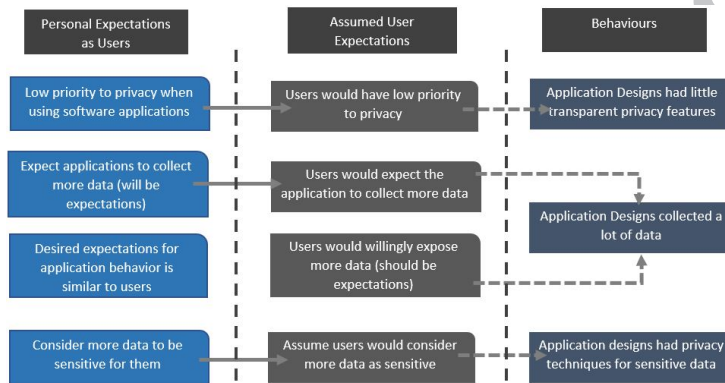 Personal Expectations
as Users
Assumed User
Expectations
Behaviours
Low priority to privacy when
using software applications
Users would have low priority
to privacy
Application Designs had little
transparent privacy features
Expect applications to collect
more data (will be
expectations)
Users would expect the
application to collect more data
Application Designs collected a
lot of data
Desired expectations for
application behavior is
similar to users
Users would willingly expose
more data (should be
expectations)
Consider more data to be
sensitive for them
Assume users would consider
more data as sensitive
Application designs had privacy
techniques for sensitive data